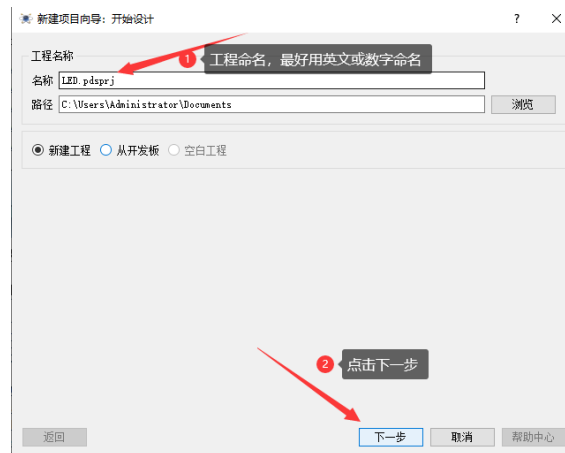 新建项目向导：开始设计
?
×
工程名称
1 工程命名，最好用英文或数字命名
名称 LED.pdsprj
路径 C:\Users\Administrator\Documents 浏览
新建工程 从开发板 空白工程
2 点击下一步
返回 下一步 取消 帮助中心